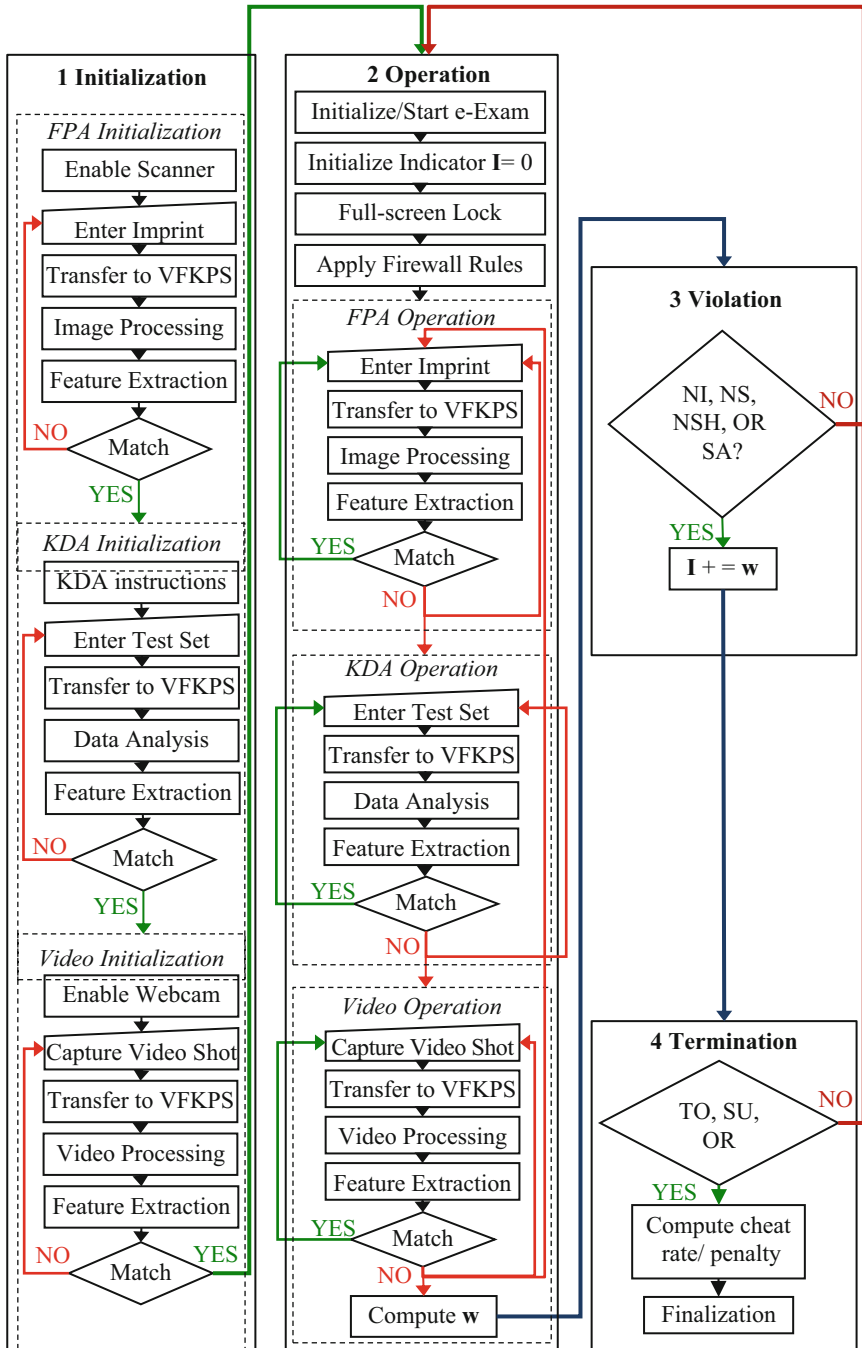 1 Initialization
FPA Initialization
Enable Scanner
Enter Imprint
Transfer to VFKPS
Image Processing
Feature Extraction
NO
Match
YES
KDA Initialization
KDA instructions
Enter Test Set
Transfer to VFKPS
Data Analysis
Feature Extraction
NO
Match
YES
Video Initialization
Enable Webcam
Capture Video Shot
Transfer to VFKPS
Video Processing
Feature Extraction
NO
YES
Match
2 Operation
Initialize/Start e-Exam
Initialize Indicator I= 0
Full-screen Lock
Apply Firewall Rules
FPA Operation
Enter Imprint
Transfer to VFKPS
Image Processing
Feature Extraction
YES
Match
NO
KDA Operation
Enter Test Set
Transfer to VFKPS
Data Analysis
Feature Extraction
YES
Match
NO
Video Operation
Capture Video Shot
Transfer to VFKPS
Video Processing
Feature Extraction
YES
Match
NO
Compute w
3 Violation
NI, NS,
NSH, OR
SA?
NO
YES
I + = w
4 Termination
TO, SU,
OR
NO
YES
Compute cheat
rate/ penalty
Finalization